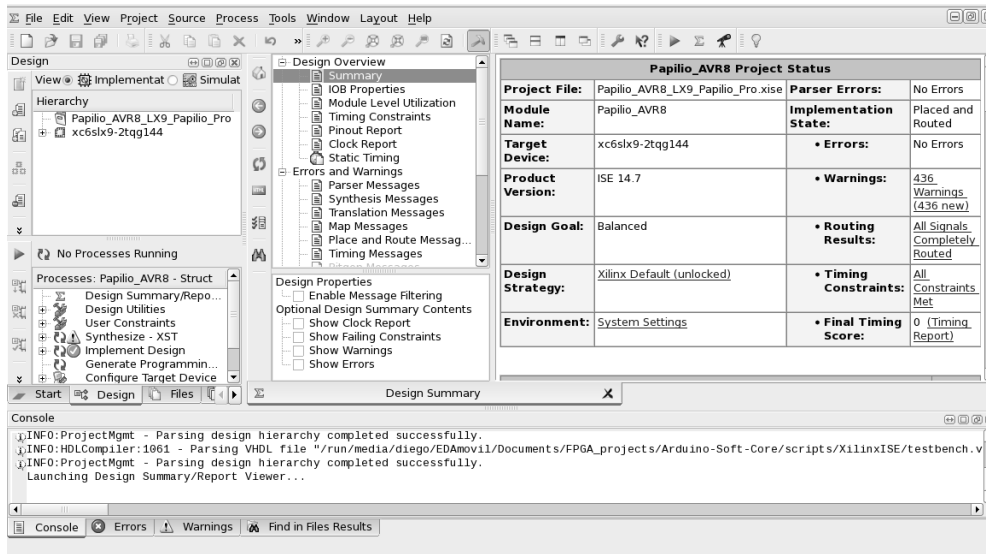 File Edit View Project Source Process Tools Window Layout Help
Design
View Implementat Simulat
Hierarchy
Papilio_AVR8_LX9_Papilio_Pro
xc6slx9-2tqg144
No Processes Running
Processes: Papilio_AVR8 - Struct
Design Summary/Repo...
Design Utilities
User Constraints
Synthesize - XST
Implement Design
Generate Programmin...
Configure Target Device
Start Design Files
Design Overview
Summary
IOB Properties
Module Level Utilization
Timing Constraints
Pinout Report
Clock Report
Static Timing
Errors and Warnings
Parser Messages
Synthesis Messages
Translation Messages
Map Messages
Place and Route Messag...
Timing Messages
Design Properties
Enable Message Filtering
Optional Design Summary Contents
Show Clock Report
Show Failing Constraints
Show Warnings
Show Errors
Design Summary
Papilio_AVR8 Project Status
Project File: Papilio_AVR8_LX9_Papilio_Pro.xise Parser Errors: No Errors
Module Name: Papilio_AVR8 Implementation State: Placed and Routed
Target Device: xc6slx9-2tqg144 • Errors: No Errors
Product Version: ISE 14.7 • Warnings: 436 Warnings (436 new)
Design Goal: Balanced • Routing Results: All Signals Completely Routed
Design Strategy: Xilinx Default (unlocked) • Timing Constraints: All Constraints Met
Environment: System Settings • Final Timing Score: 0 (Timing Report)
Console
INFO:ProjectMgmt - Parsing design hierarchy completed successfully.
INFO:HDLCompiler:1061 - Parsing VHDL file "/run/media/diego/EDAmovil/Documents/FPGA_projects/Arduino-Soft-Core/scripts/XilinxISE/testbench.v
INFO:ProjectMgmt - Parsing design hierarchy completed successfully.
Launching Design Summary/Report Viewer...
Console Errors Warnings Find in Files Results